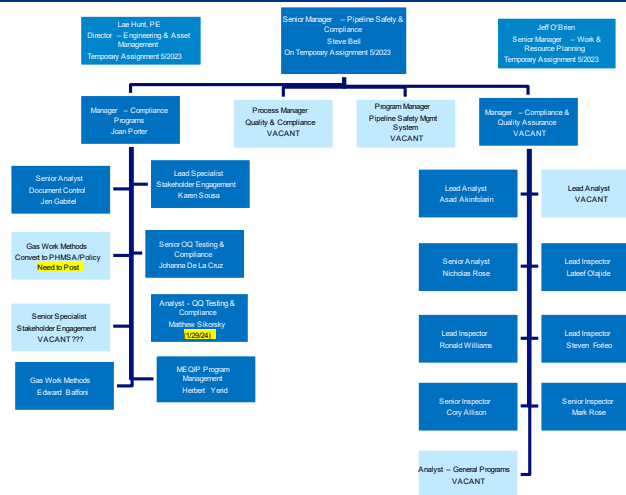 Lae Hunt, PE
Director – Engineering & Asset
Management
Temporary Assignment 5/2023
Senior Manager – Pipeline Safety &
Compliance
Steve Bell
On Temporary Assignment 5/2023
Jeff O'Brien
Senior Manager – Work &
Resource Planning
Temporary Assignment 5/2023
Manager – Compliance
Programs
Joan Porter
Process Manager
Quality & Compliance
VACANT
Program Manager
Pipeline Safety Mgmt
System
VACANT
Manager – Compliance &
Quality Assurance
VACANT
Senior Analyst
Document Control
Jen Gabriel
Lead Specialist
Stakeholder Engagement
Karen Sousa
Gas Work Methods
Convert to PHMSA/Policy
Need to Post
Senior OQ Testing &
Compliance
Johanna De La Cruz
Senior Specialist
Stakeholder Engagement
VACANT???
Analyst - OQ Testing &
Compliance
Matthew Sikorsky
(1/29/24)
Gas Work Methods
Edward Baffoni
MEQIP Program
Management
Herbert Yerid
Lead Analyst
Asad Akinfolarin
Lead Analyst
VACANT
Senior Analyst
Nicholas Rose
Lead Inspector
Lateef Olajide
Lead Inspector
Ronald Williams
Lead Inspector
Steven Forleo
Senior Inspector
Cory Allison
Senior Inspector
Mark Rose
Analyst – General Programs
VACANT